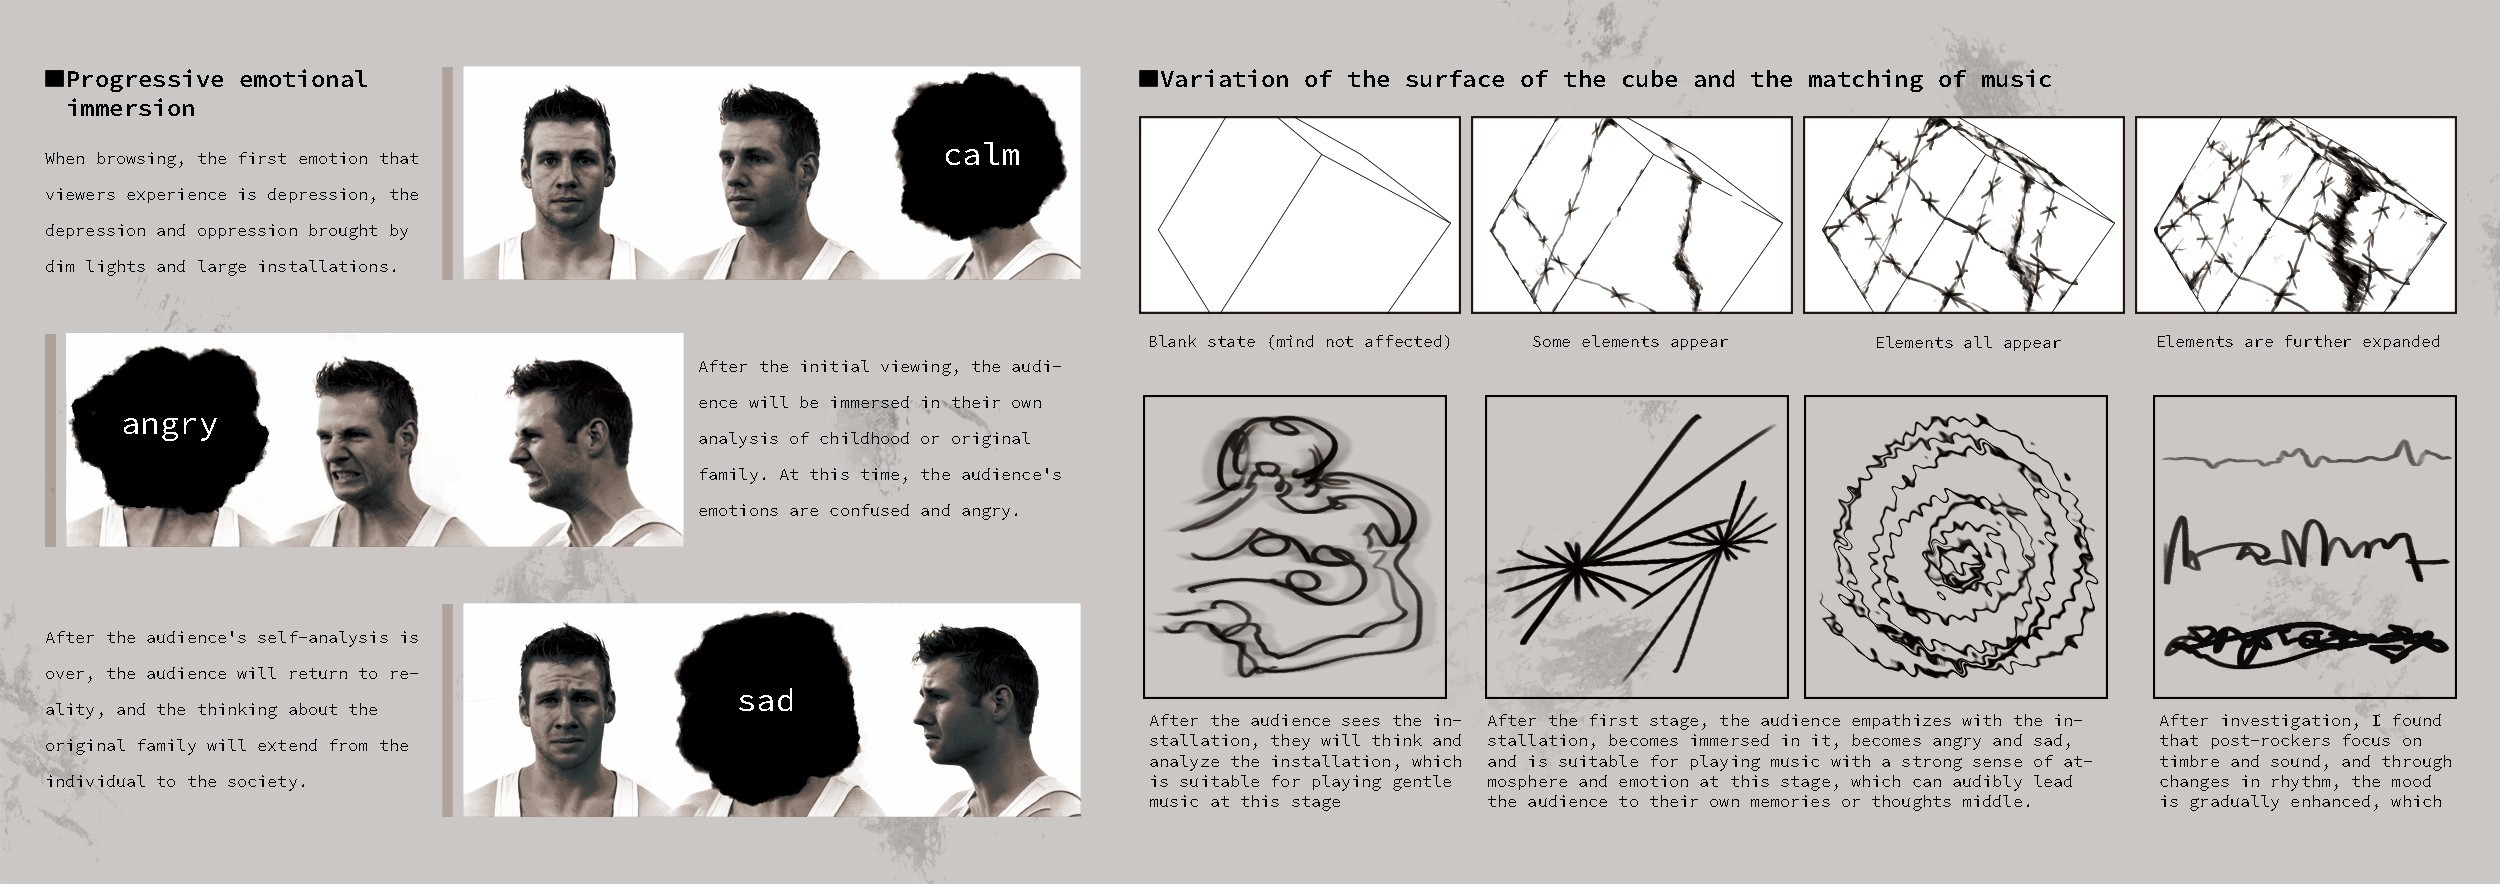 ■Progressive emotional
immersion
When browsing, the first emotion that
viewers experience is depression, the
depression and oppression brought by
dim lights and large installations.
calm
angry
After the initial viewing, the audi-
ence will be immersed in their own
analysis of childhood or original
family. At this time, the audience's
emotions are confused and angry.
After the audience's self-analysis is
over, the audience will return to re-
ality, and the thinking about the
original family will extend from the
individual to the society.
sad
■Variation of the surface of the cube and the matching of music
Blank state (mind not affected)
Some elements appear
Elements all appear
Elements are further expanded
After the audience sees the in-
stallation, they will think and
analyze the installation, which
is suitable for playing gentle
music at this stage
After the first stage, the audience empathizes with the in-
stallation, becomes immersed in it, becomes angry and sad,
and is suitable for playing music with a strong sense of at-
mosphere and emotion at this stage, which can audibly lead
the audience to their own memories or thoughts middle.
After investigation, I found
that post-rockers focus on
timbre and sound, and through
changes in rhythm, the mood
is gradually enhanced, which